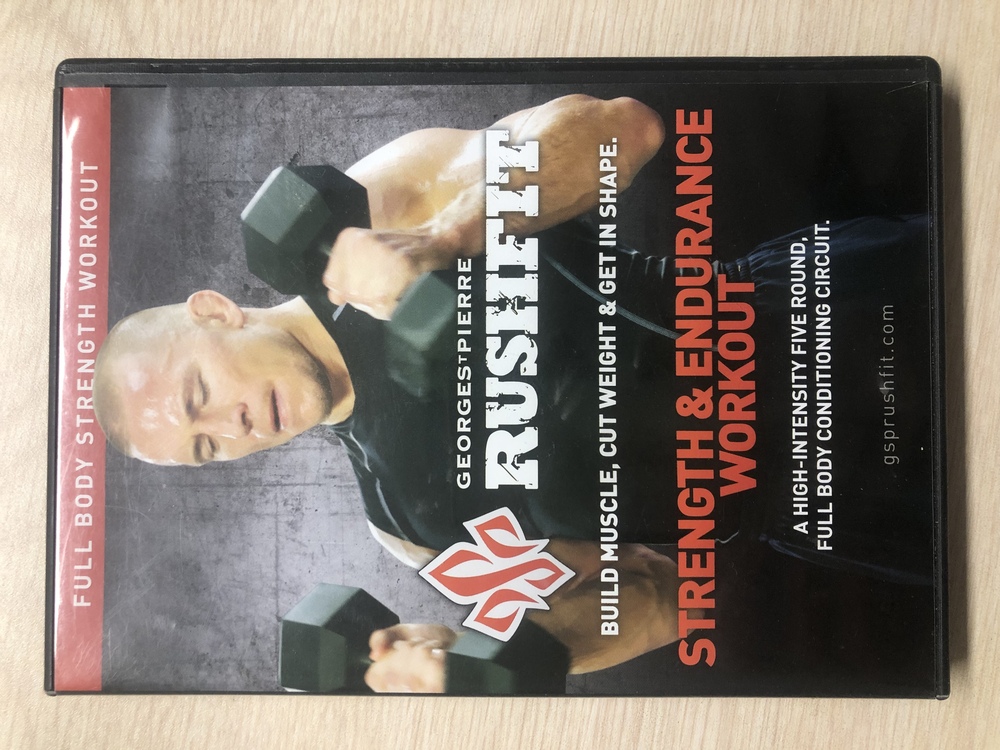 FULL BODY STRENGTH WORKOUT
GEORGES ST PIERRE
RUSHFIT
BUILD MUSCLE, CUT WEIGHT & GET IN SHAPE.
STRENGTH & ENDURANCE
WORKOUT
A HIGH-INTENSITY FIVE ROUND,
FULL BODY CONDITIONING CIRCUIT.
gsprushfit.com